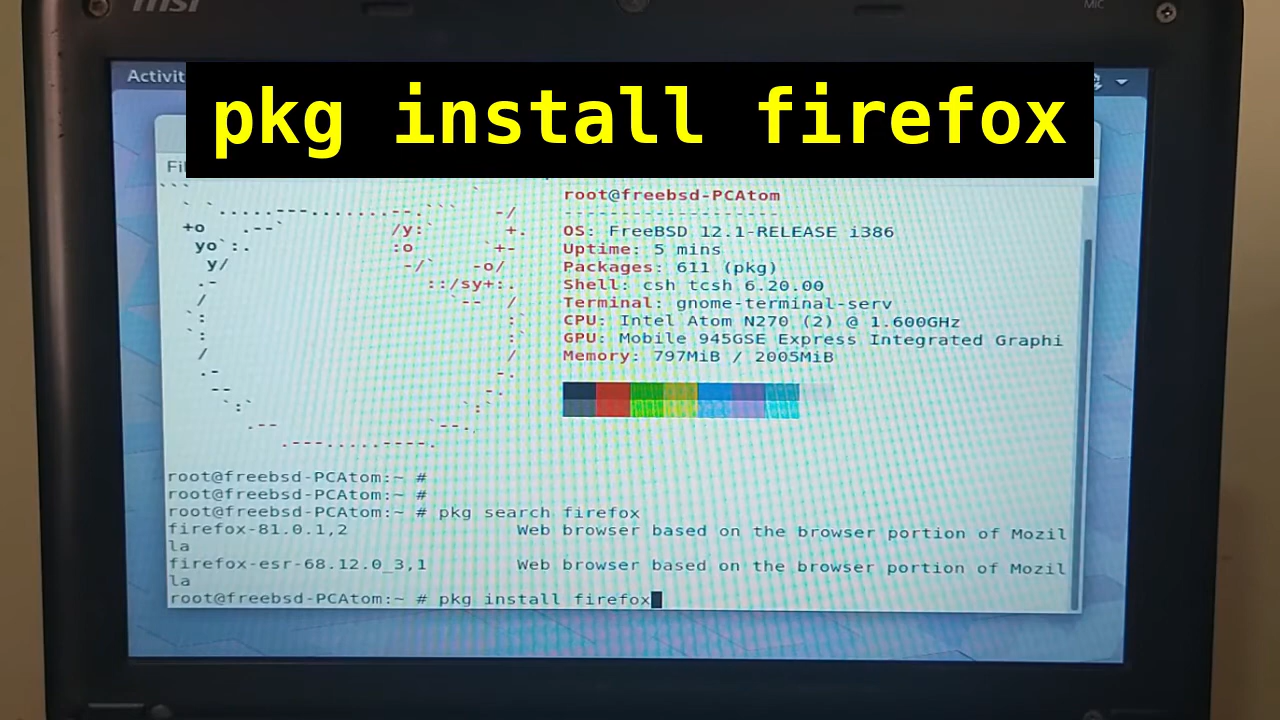 msi
MIC
Activit
pkg install firefox
Fi
root@freebsd-PCAtom
-------------------
OS: FreeBSD 12.1-RELEASE i386
Uptime: 5 mins
Packages: 611 (pkg)
Shell: csh tcsh 6.20.00
Terminal: gnome-terminal-serv
CPU: Intel Atom N270 (2) @ 1.600GHz
GPU: Mobile 945GSE Express Integrated Graphi
Memory: 797MiB / 2005MiB
root@freebsd-PCAtom:~ #
root@freebsd-PCAtom:~ #
root@freebsd-PCAtom:~ # pkg search firefox
firefox-81.0.1,2 Web browser based on the browser portion of Mozil
la
firefox-esr-68.12.0_3,1 Web browser based on the browser portion of Mozil
la
root@freebsd-PCAtom:~ # pkg install firefox